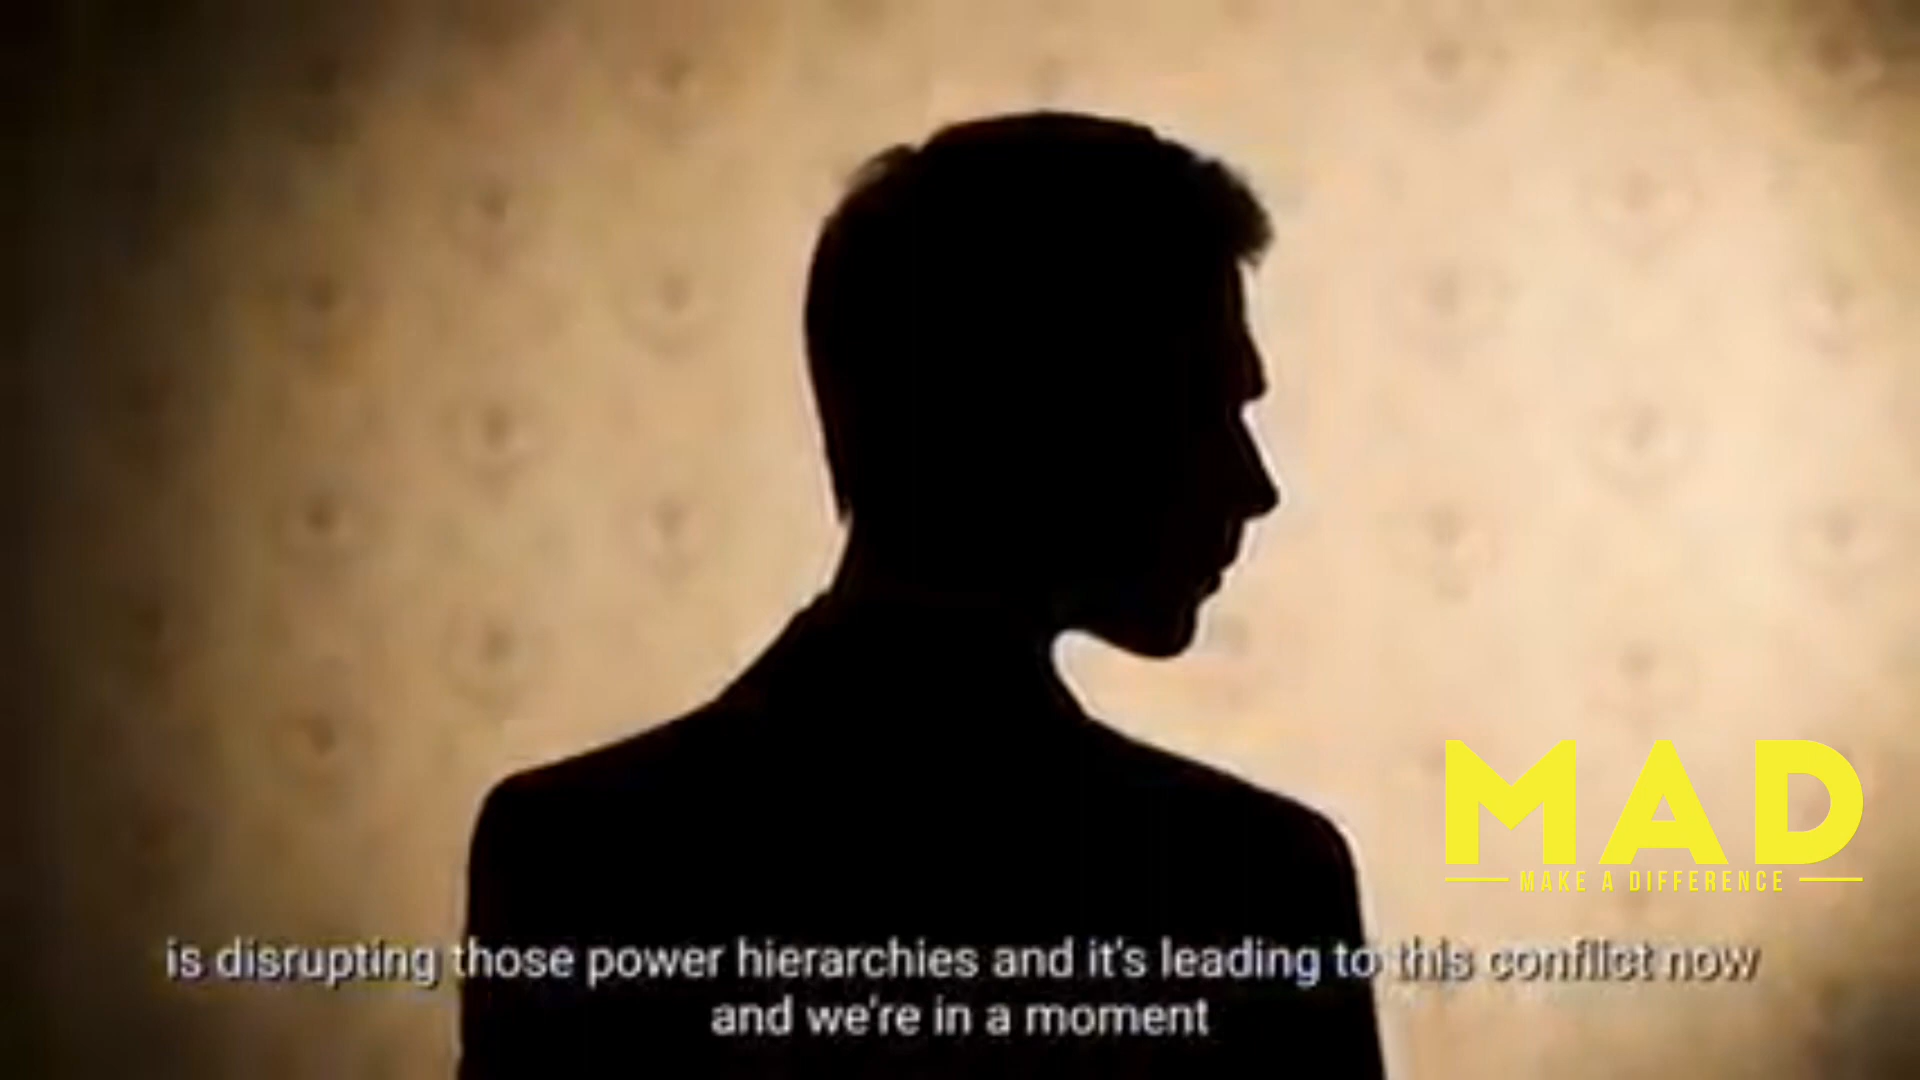 MAD
MAKE A DIFFERENCE
is disrupting those power hierarchies and it's leading to this conflict now
and we're in a moment